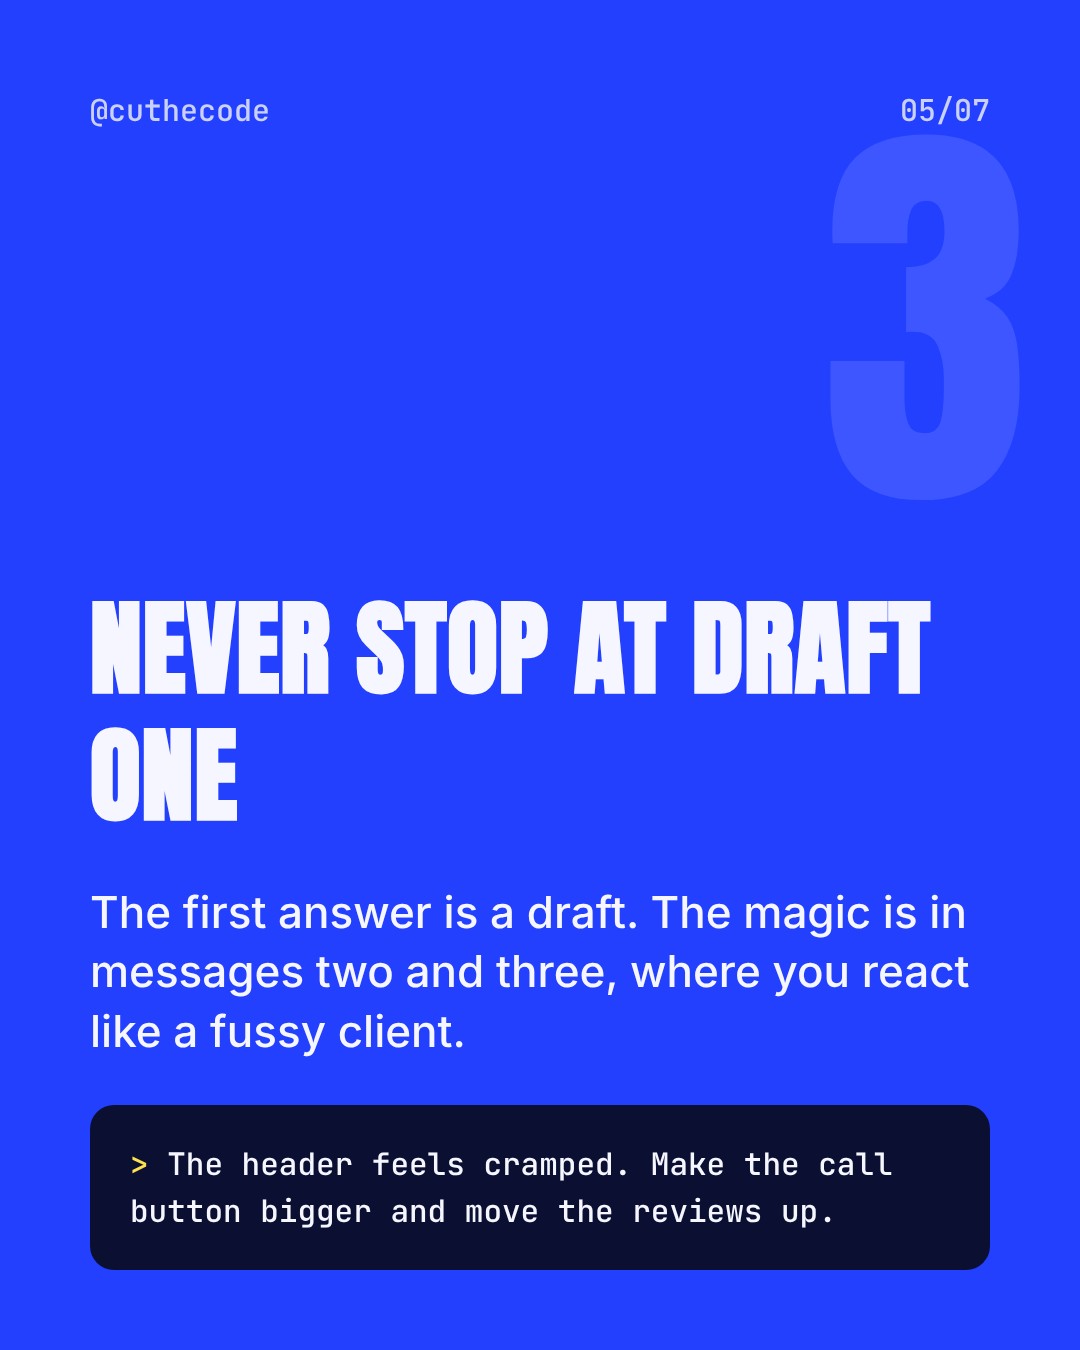 @cuthecode
05/07
3
NEVER STOP AT DRAFT
ONE
The first answer is a draft. The magic is in
messages two and three, where you react
like a fussy client.
> The header feels cramped. Make the call
button bigger and move the reviews up.